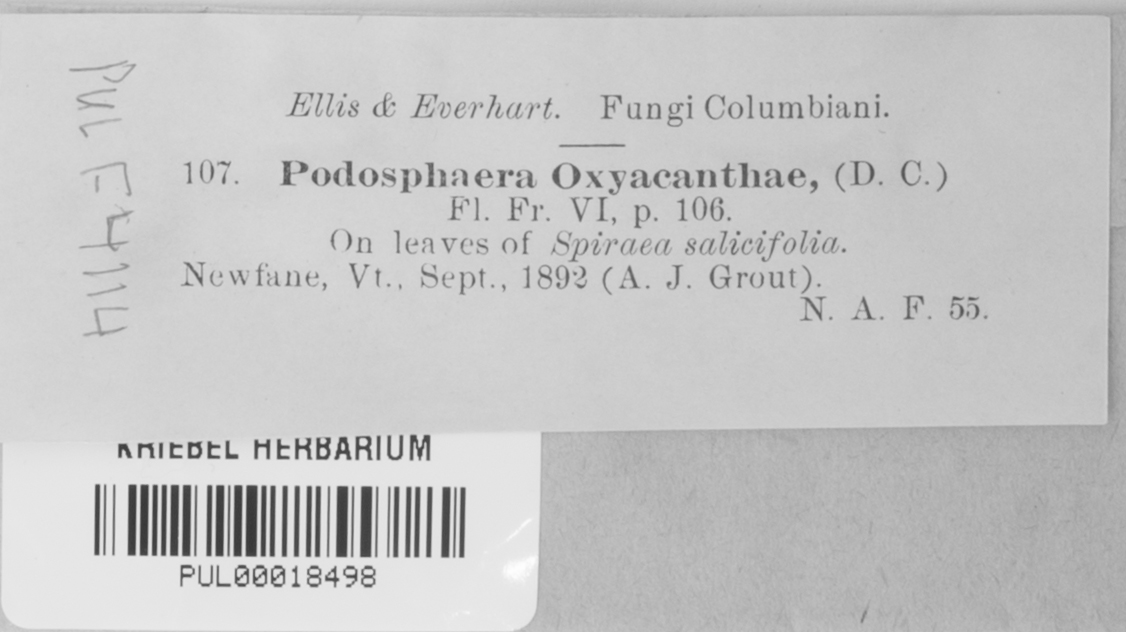 Ellis & Everhart. Fungi Columbiani.
107. Podosphaera Oxyacanthae, (D. C.)
Fl. Fr. VI, p. 106.
On leaves of Spiraea salicifolia.
Newfane, Vt., Sept., 1892 (A. J. Grout).
N. A. F. 55.
PUL F4114
KRIEBEL HERBARIUM
PUL00018498